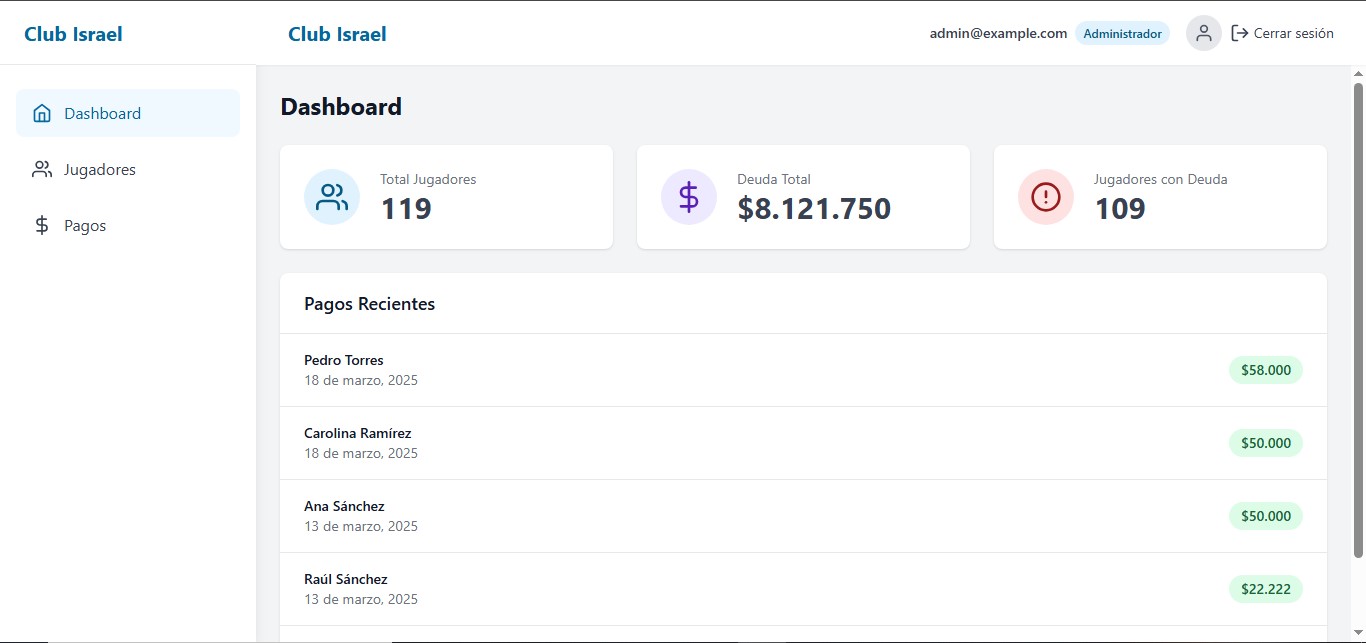 Club Israel
Club Israel
admin@example.com Administrador Cerrar sesión
Dashboard
Jugadores
Pagos
Dashboard
Total Jugadores
119
Deuda Total
$8.121.750
Jugadores con Deuda
109
Pagos Recientes
Pedro Torres
18 de marzo, 2025
$58.000
Carolina Ramírez
18 de marzo, 2025
$50.000
Ana Sánchez
13 de marzo, 2025
$50.000
Raúl Sánchez
13 de marzo, 2025
$22.222